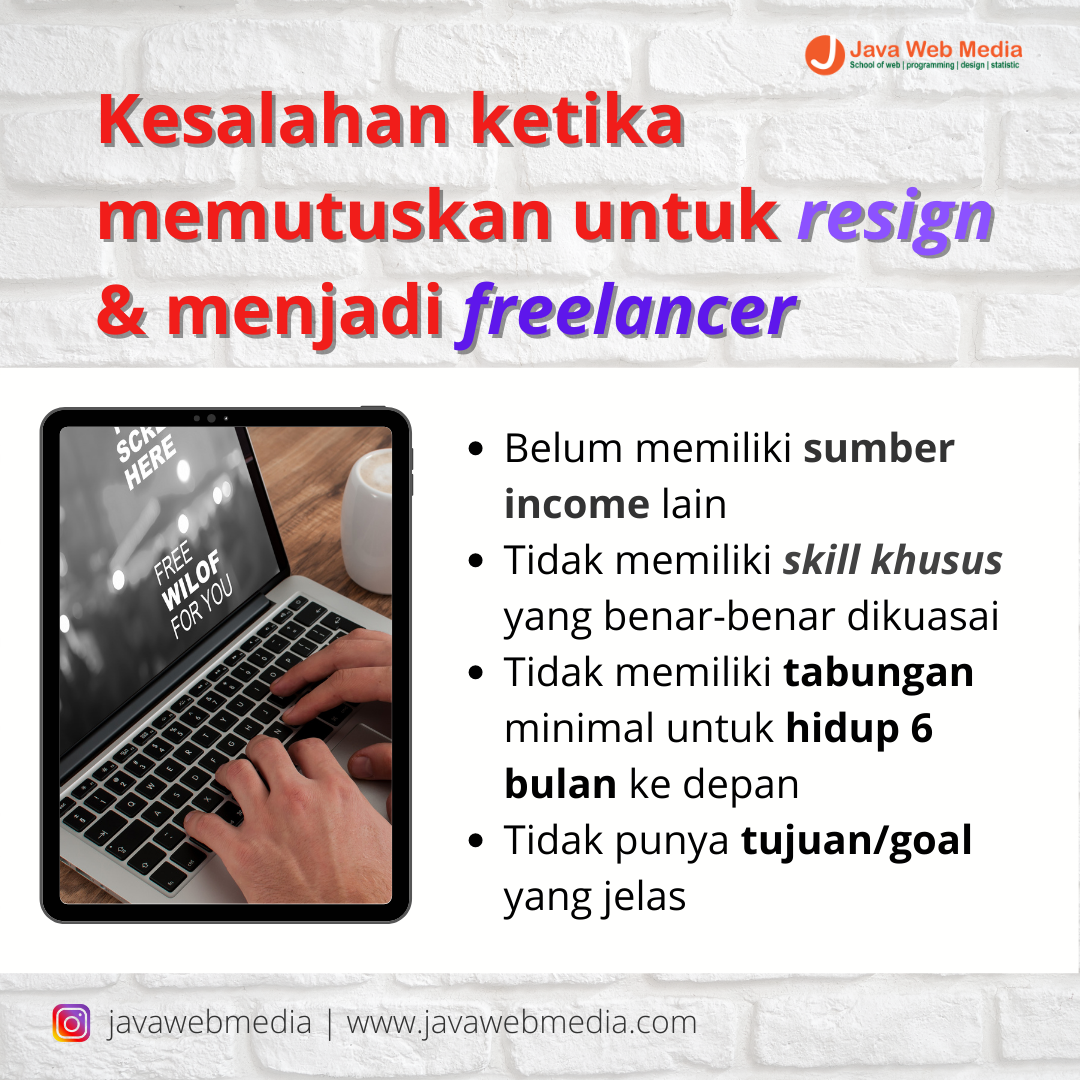 Java Web Media
School of web | programming | design | statistic
Kesalahan ketika
memutuskan untuk resign
& menjadi freelancer
SCRE
HERE
FREE
WILOF
FOR YOU
• Belum memiliki sumber
income lain
• Tidak memiliki skill khusus
yang benar-benar dikuasai
• Tidak memiliki tabungan
minimal untuk hidup 6
bulan ke depan
• Tidak punya tujuan/goal
yang jelas
javawebmedia | www.javawebmedia.com